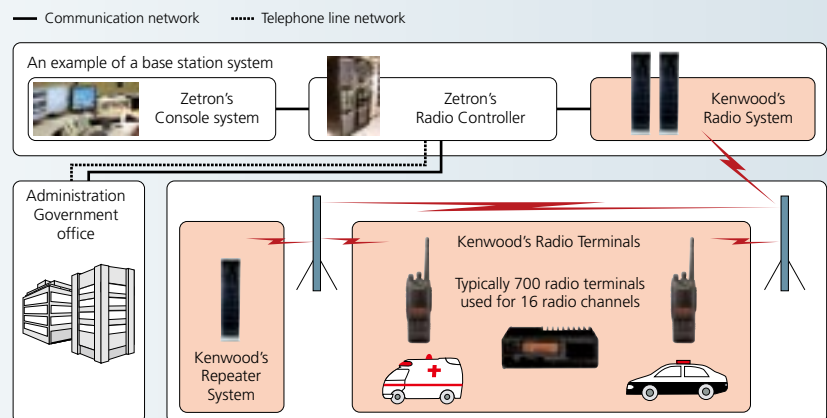 Communication network
Telephone line network
An example of a base station system
Zetron's
Console system
Zetron's
Radio Controller
Kenwood's
Radio System
Administration
Government
office
Kenwood's Radio Terminals
Typically 700 radio terminals
used for 16 radio channels
Kenwood's
Repeater
System